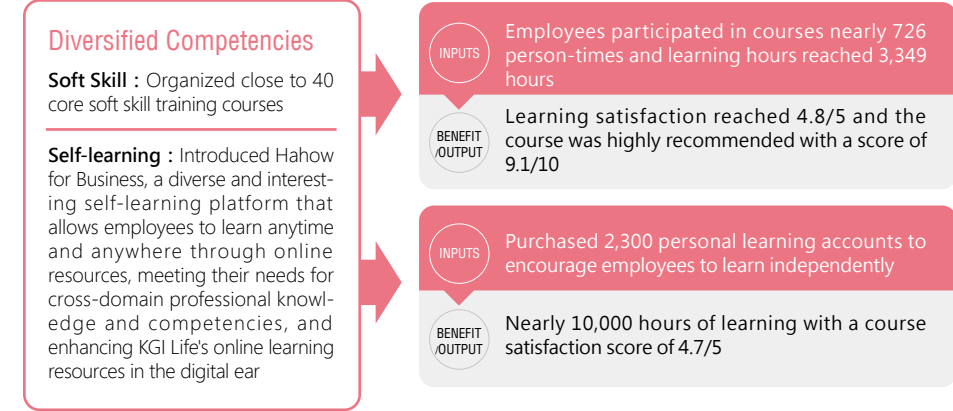 Diversified Competencies
Soft Skill : Organized close to 40
core soft skill training courses
Self-learning : Introduced Hahow
for Business, a diverse and interest-
ing self-learning platform that
allows employees to learn anytime
and anywhere through online
resources, meeting their needs for
cross-domain professional knowl-
edge and competencies, and
enhancing KGI Life's online learning
resources in the digital ear
INPUTS
Employees participated in courses nearly 726
person-times and learning hours reached 3,349
hours
BENEFIT
/OUTPUT
Learning satisfaction reached 4.8/5 and the
course was highly recommended with a score of
9.1/10
INPUTS
Purchased 2,300 personal learning accounts to
encourage employees to learn independently
BENEFIT
/OUTPUT
Nearly 10,000 hours of learning with a course
satisfaction score of 4.7/5